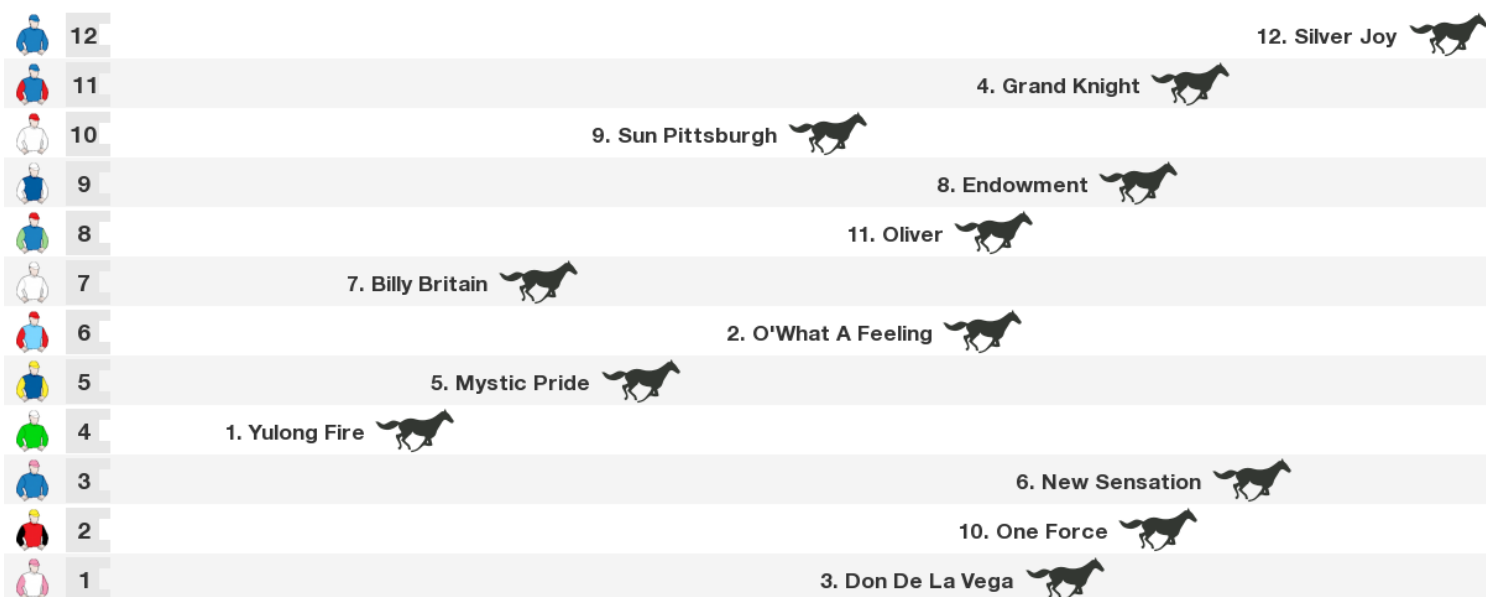 12 12. Silver Joy
11 4. Grand Knight
10 9. Sun Pittsburgh
9 8. Endowment
8 11. Oliver
7 7. Billy Britain
6 2. O'What A Feeling
5 5. Mystic Pride
4 1. Yulong Fire
3 6. New Sensation
2 10. One Force
1 3. Don De La Vega